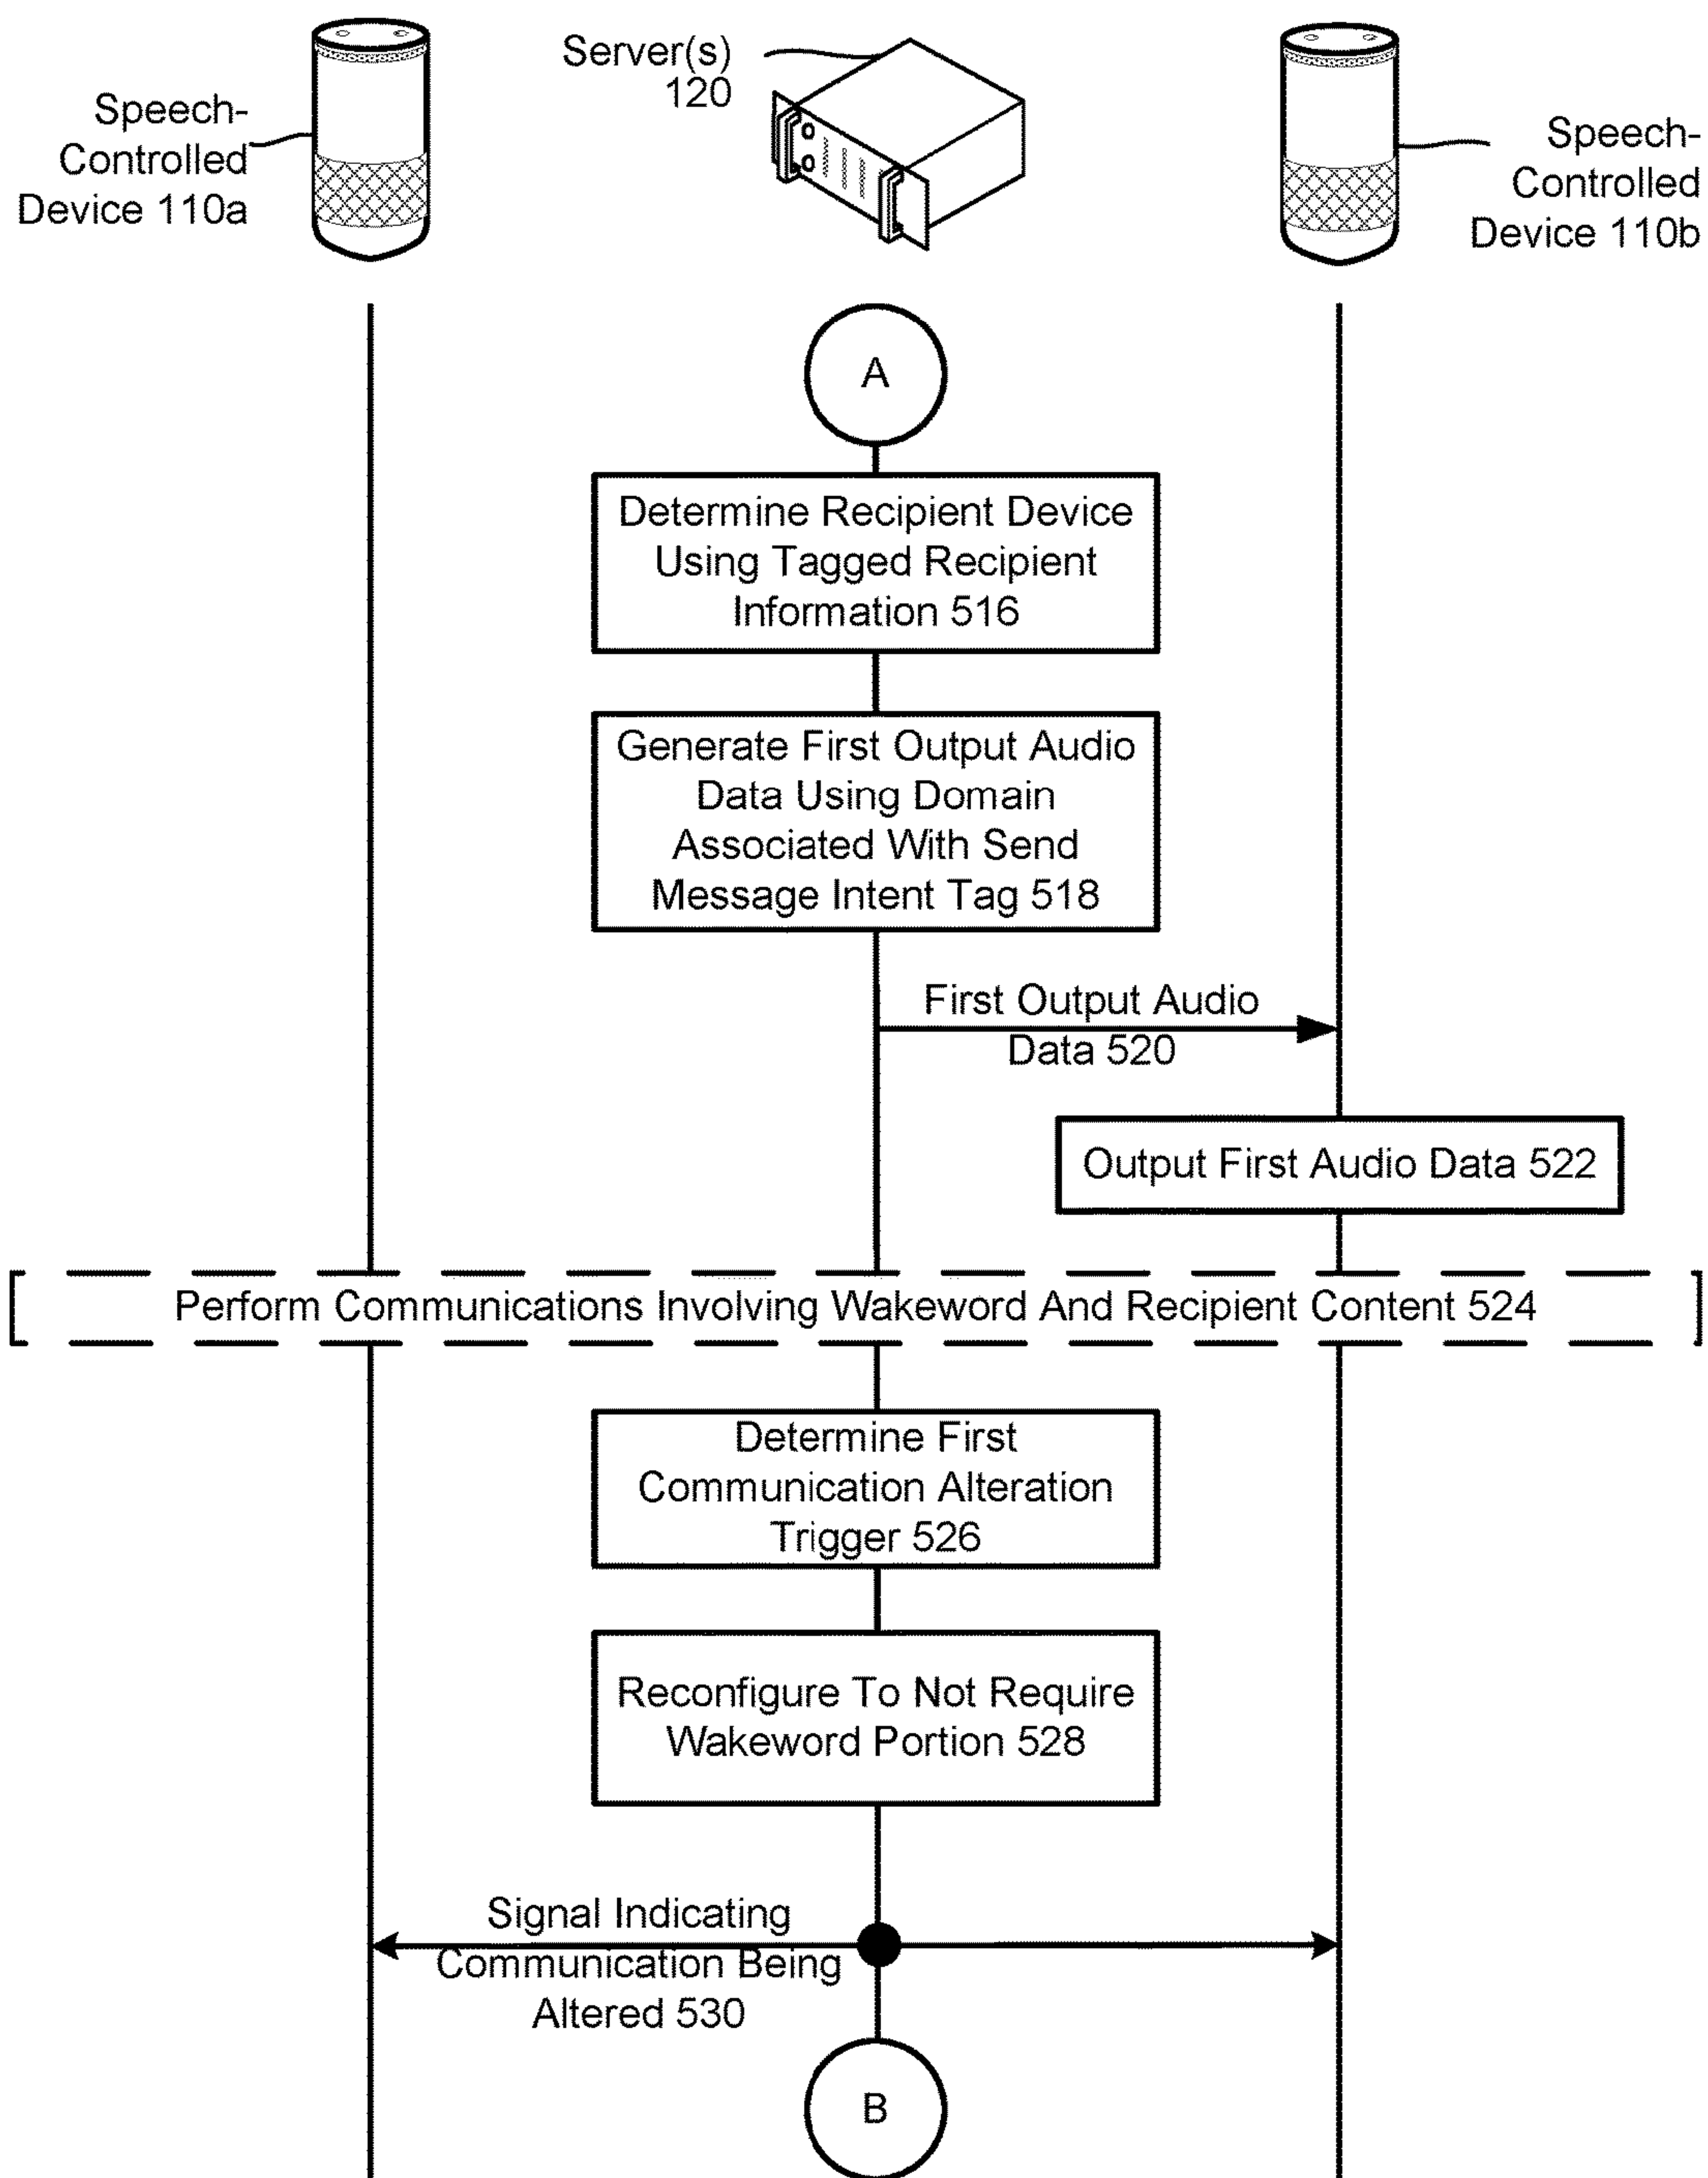 Speech-
Controlled
Device 110a
Server(s)
120
Speech-
Controlled
Device 110b
A
Determine Recipient Device
Using Tagged Recipient
Information 516
Generate First Output Audio
Data Using Domain
Associated With Send
Message Intent Tag 518
First Output Audio
Data 520
Output First Audio Data 522
Perform Communications Involving Wakeword And Recipient Content 524
Determine First
Communication Alteration
Trigger 526
Reconfigure To Not Require
Wakeword Portion 528
Signal Indicating
Communication Being
Altered 530
B